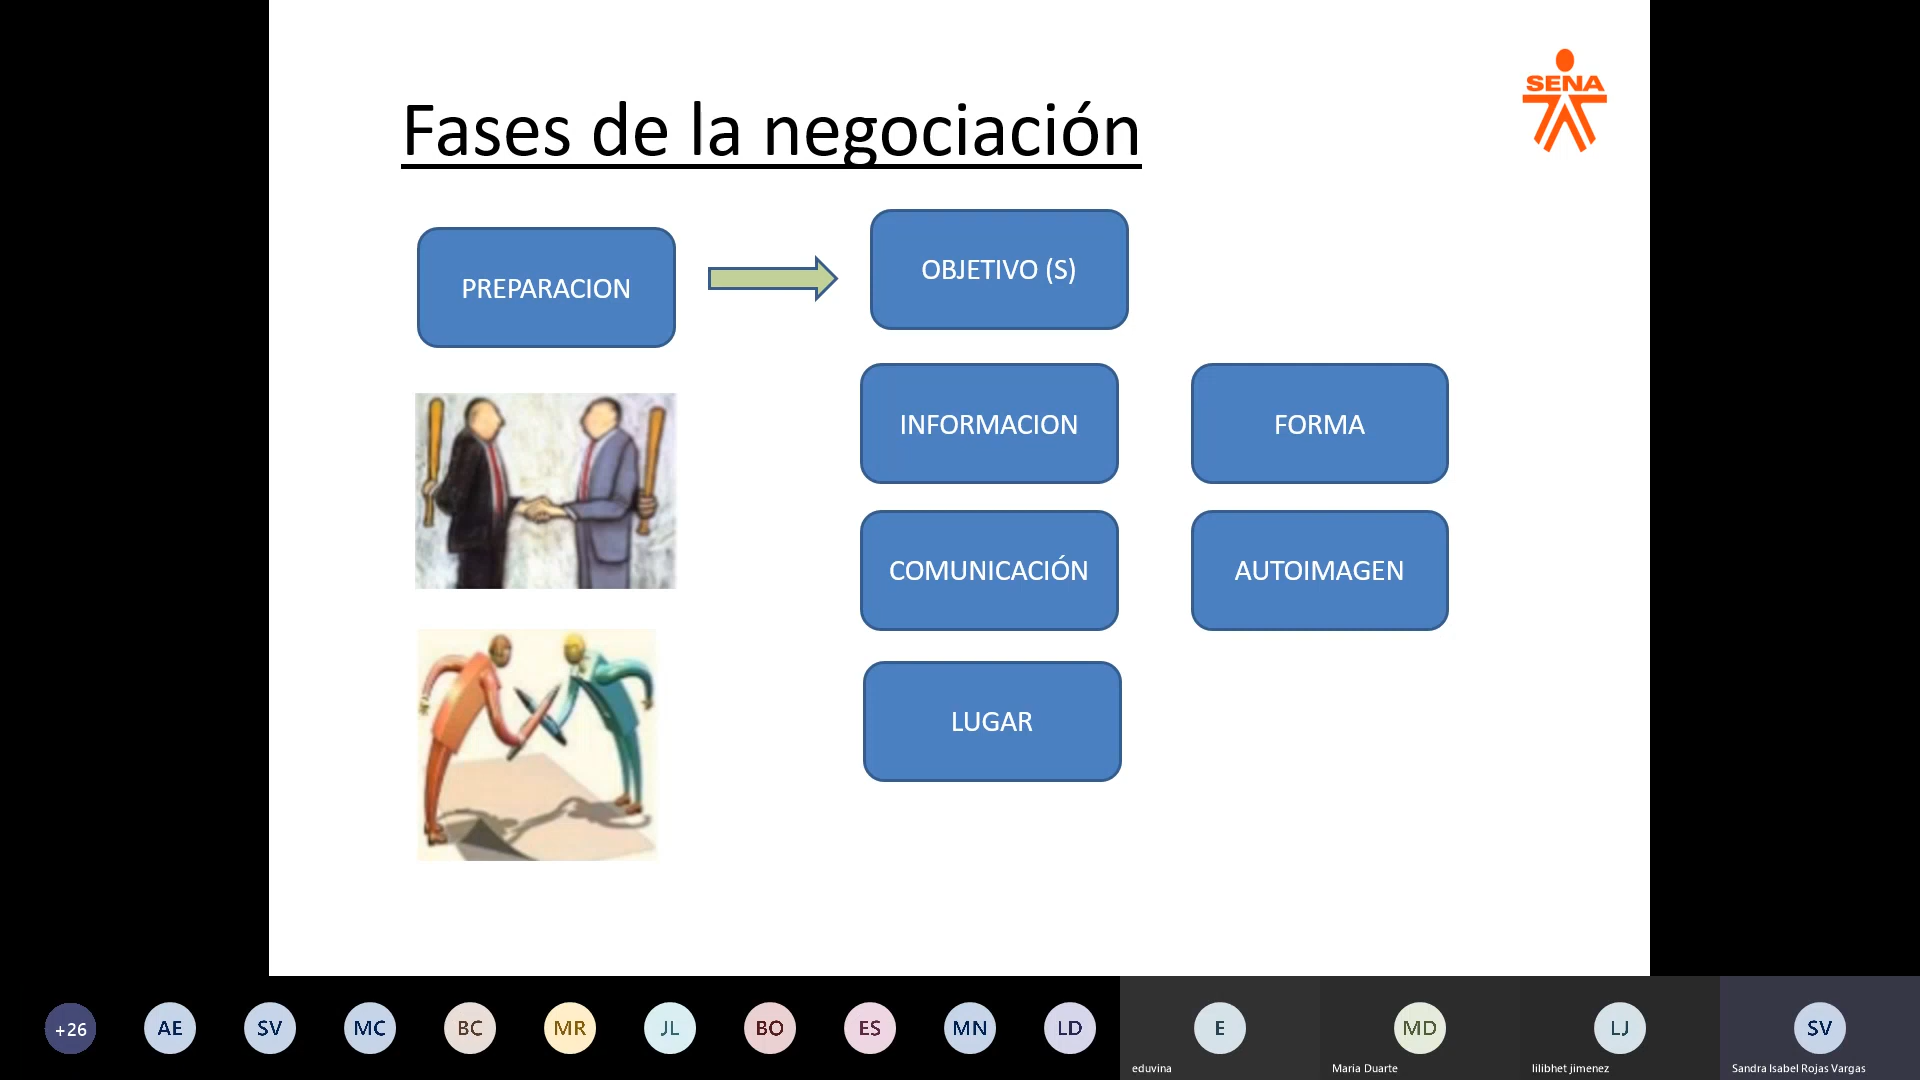 SENA
Fases de la negociación
PREPARACION
OBJETIVO (S)
INFORMACION
FORMA
COMUNICACIÓN
AUTOIMAGEN
LUGAR
+26
AE
SV
MC
BC
MR
JL
BO
ES
MN
LD
E
MD
LJ
SV
eduvina
Maria Duarte
lilibhet jimenez
Sandra Isabel Rojas Vargas